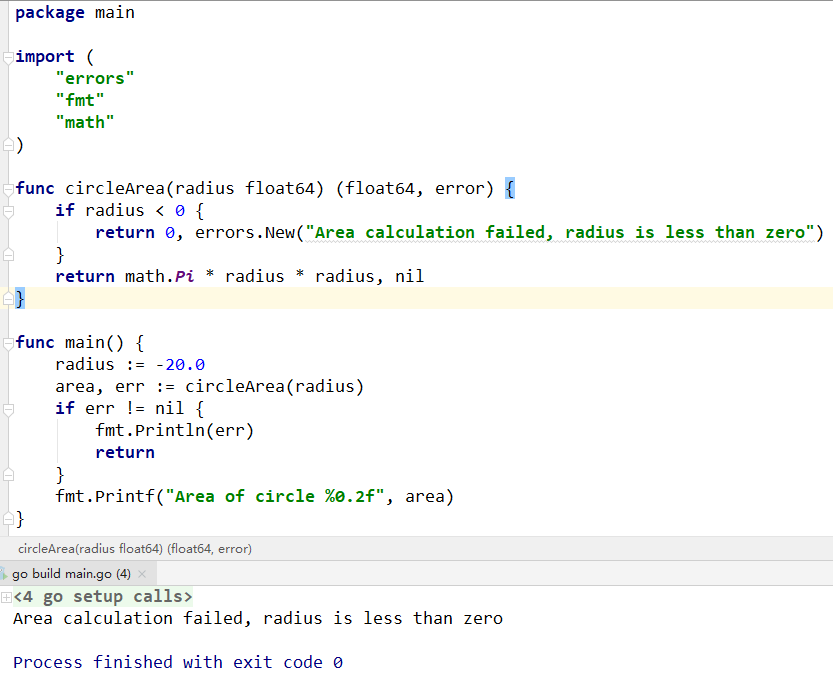 package main
import (
"errors"
"fmt"
"math"
)
func circleArea(radius float64) (float64, error) {
if radius < 0 {
return 0, errors.New("Area calculation failed, radius is less than zero")
}
return math.Pi * radius * radius, nil
}
func main() {
radius := -20.0
area, err := circleArea(radius)
if err != nil {
fmt.Println(err)
return
}
fmt.Printf("Area of circle %0.2f", area)
}
circleArea(radius float64) (float64, error)
go build main.go (4)
<4 go setup calls>
Area calculation failed, radius is less than zero
Process finished with exit code 0